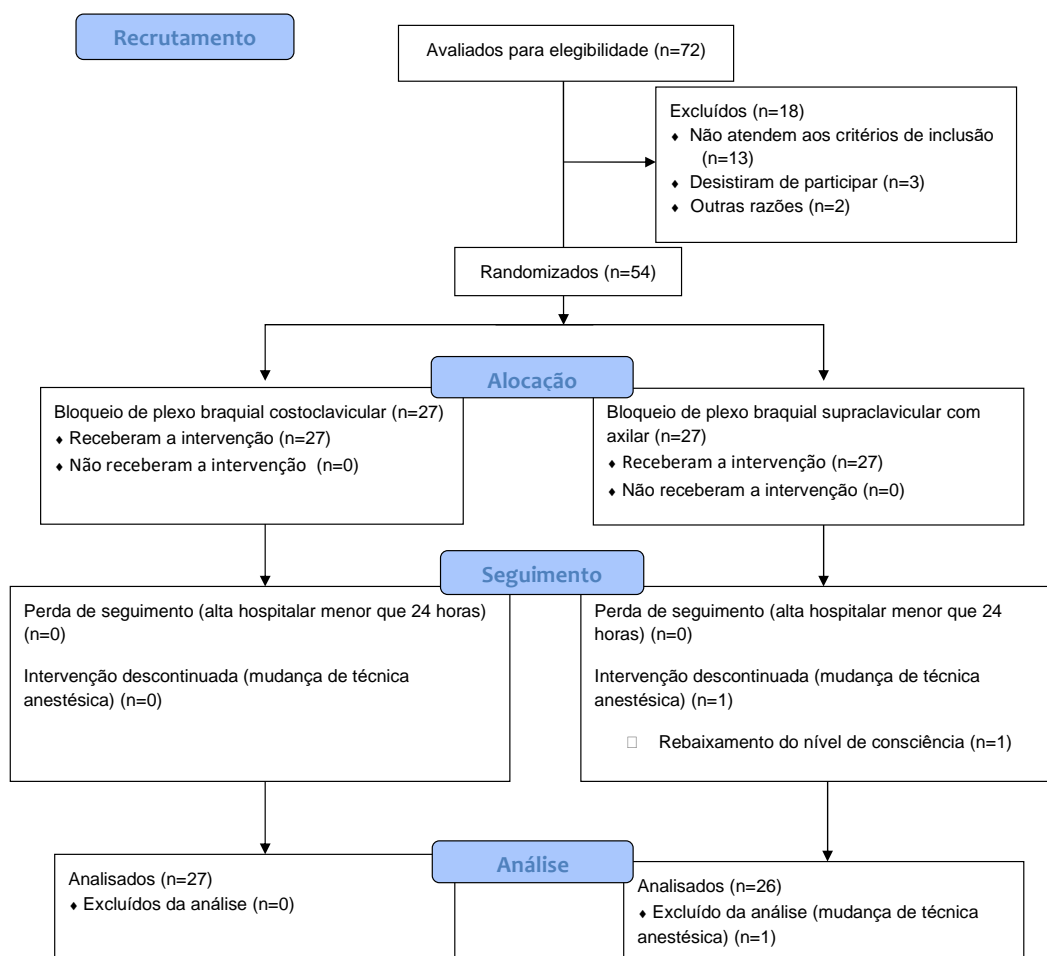 Recrutamento
Avaliados para elegibilidade (n=72)
Excluídos (n=18)
♦ Não atendem aos critérios de inclusão
(n=13)
♦ Desistiram de participar (n=3)
♦ Outras razões (n=2)
Randomizados (n=54)
Alocação
Bloqueio de plexo braquial costoclavicular (n=27)
♦ Receberam a intervenção (n=27)
♦ Não receberam a intervenção (n=0)
Bloqueio de plexo braquial supraclavicular com
axilar (n=27)
♦ Receberam a intervenção (n=27)
♦ Não receberam a intervenção (n=0)
Seguimento
Perda de seguimento (alta hospitalar menor que 24 horas)
(n=0)
Intervenção descontinuada (mudança de técnica
anestésica) (n=0)
Perda de seguimento (alta hospitalar menor que 24
horas) (n=0)
Intervenção descontinuada (mudança de técnica
anestésica) (n=1)
Rebaixamento do nível de consciência (n=1)
Análise
Analisados (n=27)
♦ Excluídos da análise (n=0)
Analisados (n=26)
♦ Excluído da análise (mudança de técnica
anestésica) (n=1)